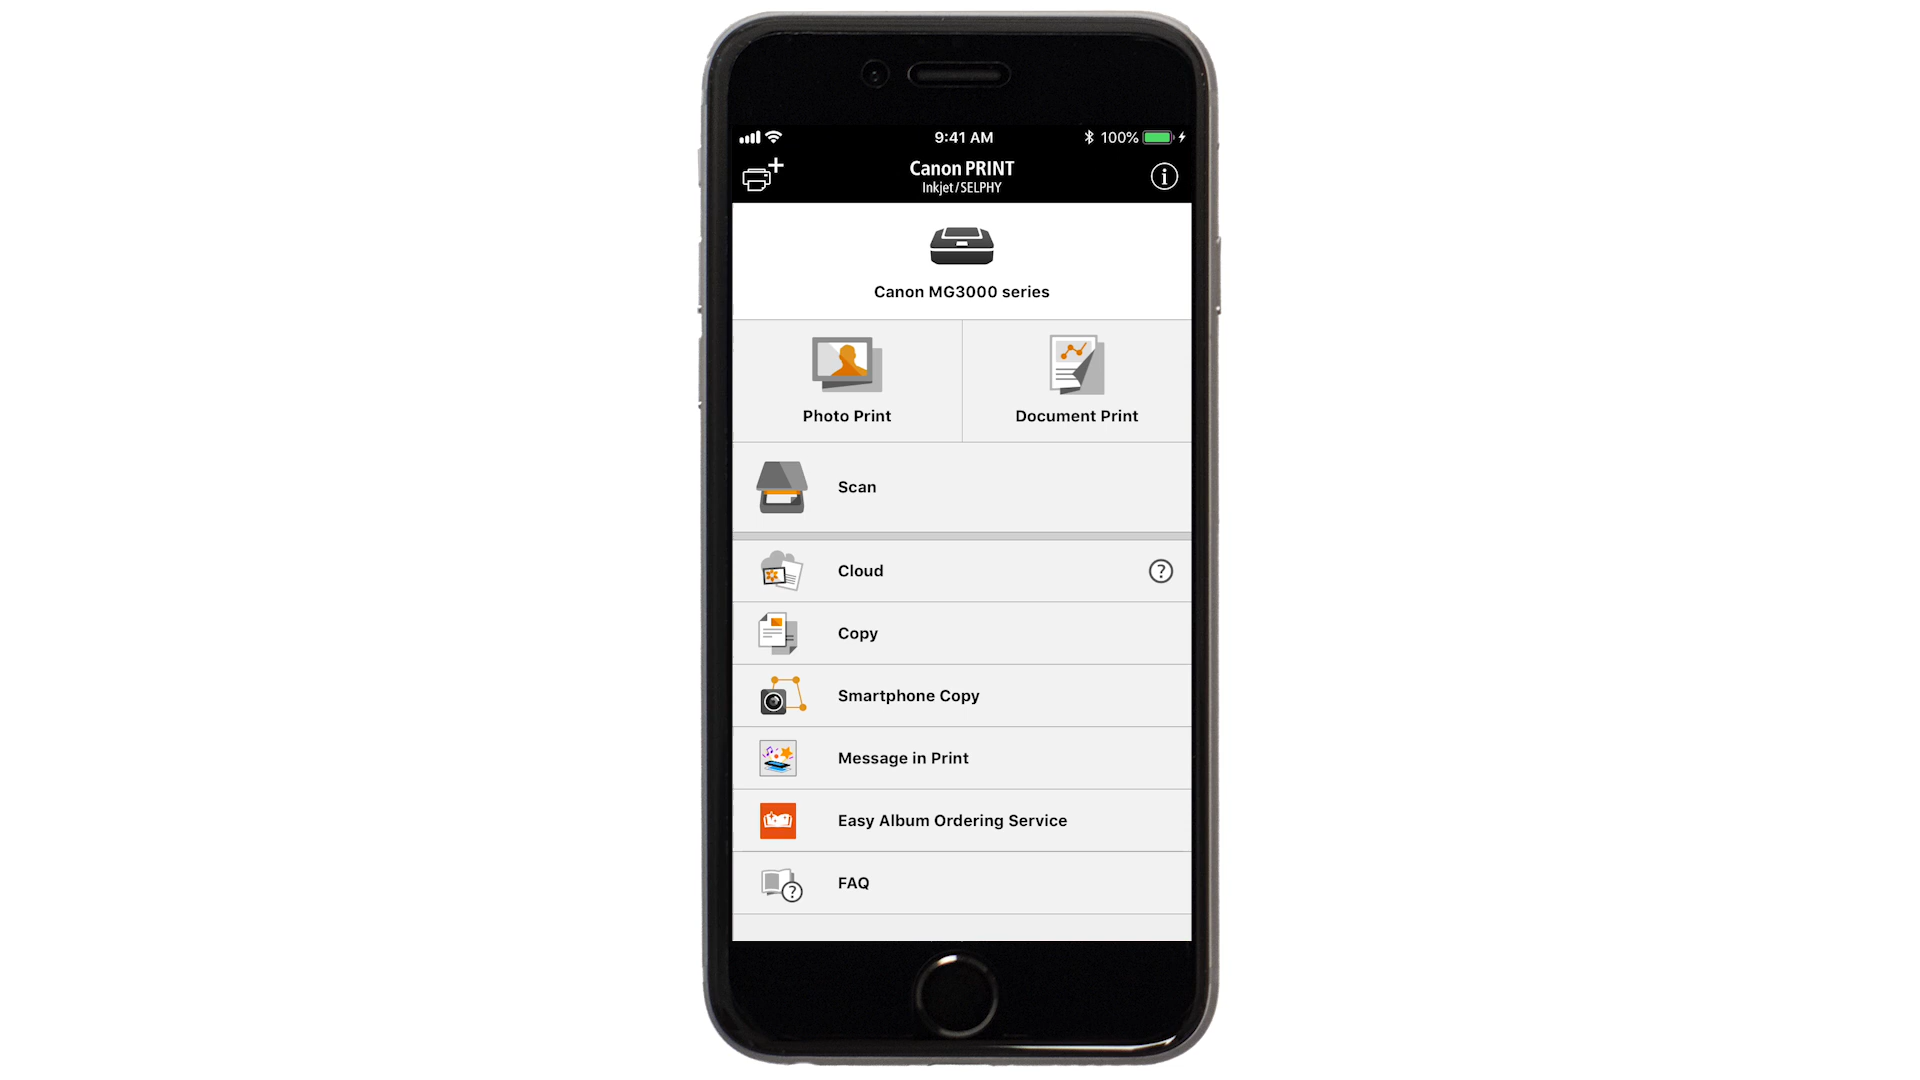 9:41 AM
100%
Canon PRINT
Inkjet/SELPHY
i
Canon MG3000 series
Photo Print
Document Print
Scan
Cloud
?
Copy
Smartphone Copy
Message in Print
Easy Album Ordering Service
?
FAQ